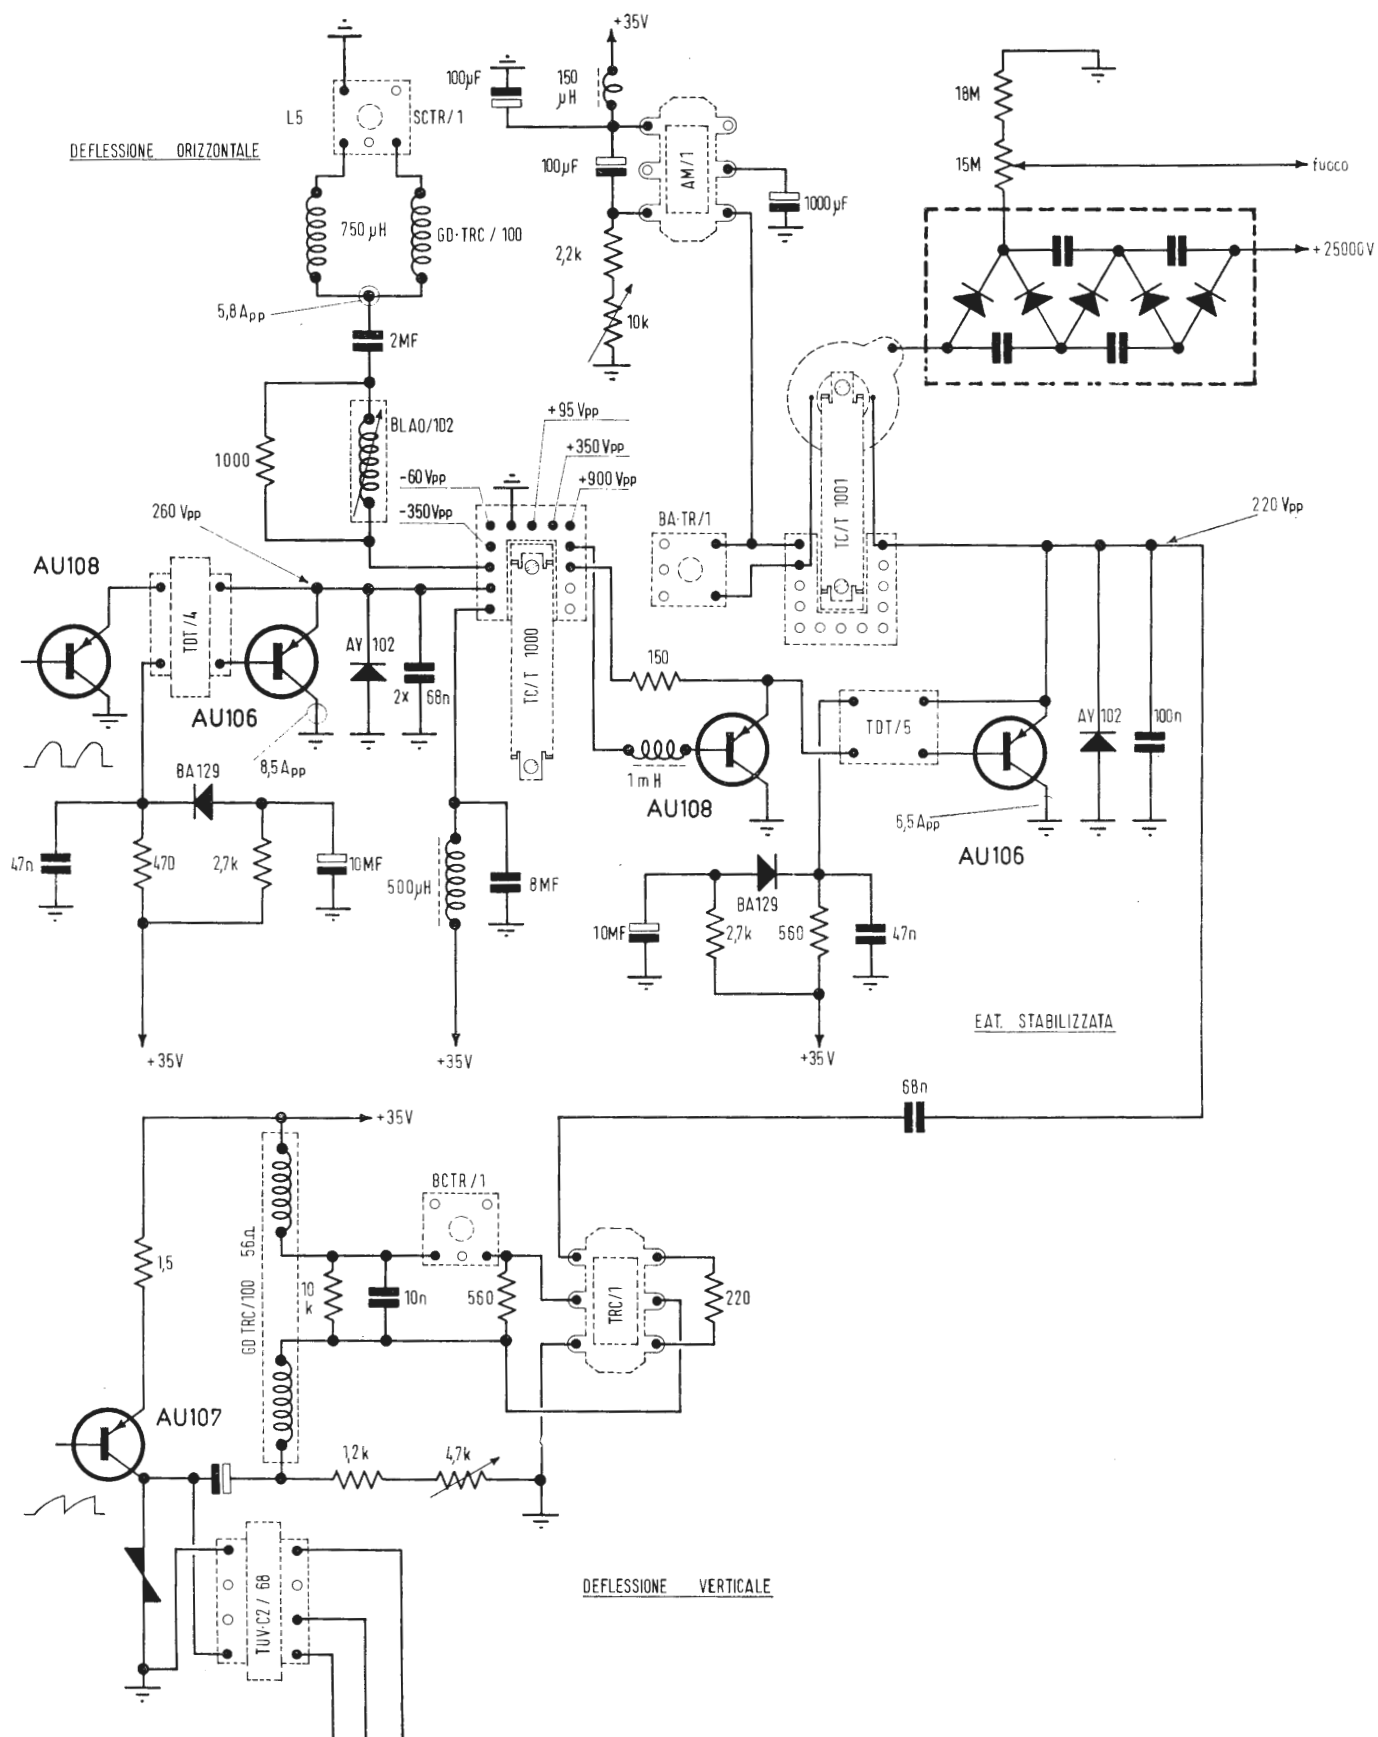 +35V
100µF
150
µH
18M
L5
SCTR/1
DEFLESSIONE ORIZZONTALE
AM/1
15M
fuoco
100µF
1000µF
750 µH
GD·TRC / 100
2,2k
+ 25000V
5,8 App
10k
2MF
BLAO/102
+ 95 Vpp
1000
+350 Vpp
-60 Vpp
+900 Vpp
TC/T 1001
260 Vpp
-350 Vpp
BA·TR/1
220 Vpp
AU108
TDT/4
AY 102
TC/T 1000
150
2x
68n
AU106
TDT/5
AY 102
100n
8,5 App
BA129
1 mH
AU108
5,5 App
AU106
47n
470
2,7k
10MF
500µH
8MF
BA129
10MF
2,7k
560
47n
EAT. STABILIZZATA
+35V
+35V
+35V
68n
+35V
BCTR/1
56Ω
1,5
GD TRC/100
10
k
10n
560
TRC/1
220
AU107
1,2k
4,7k
TUV·C2 / 68
DEFLESSIONE VERTICALE